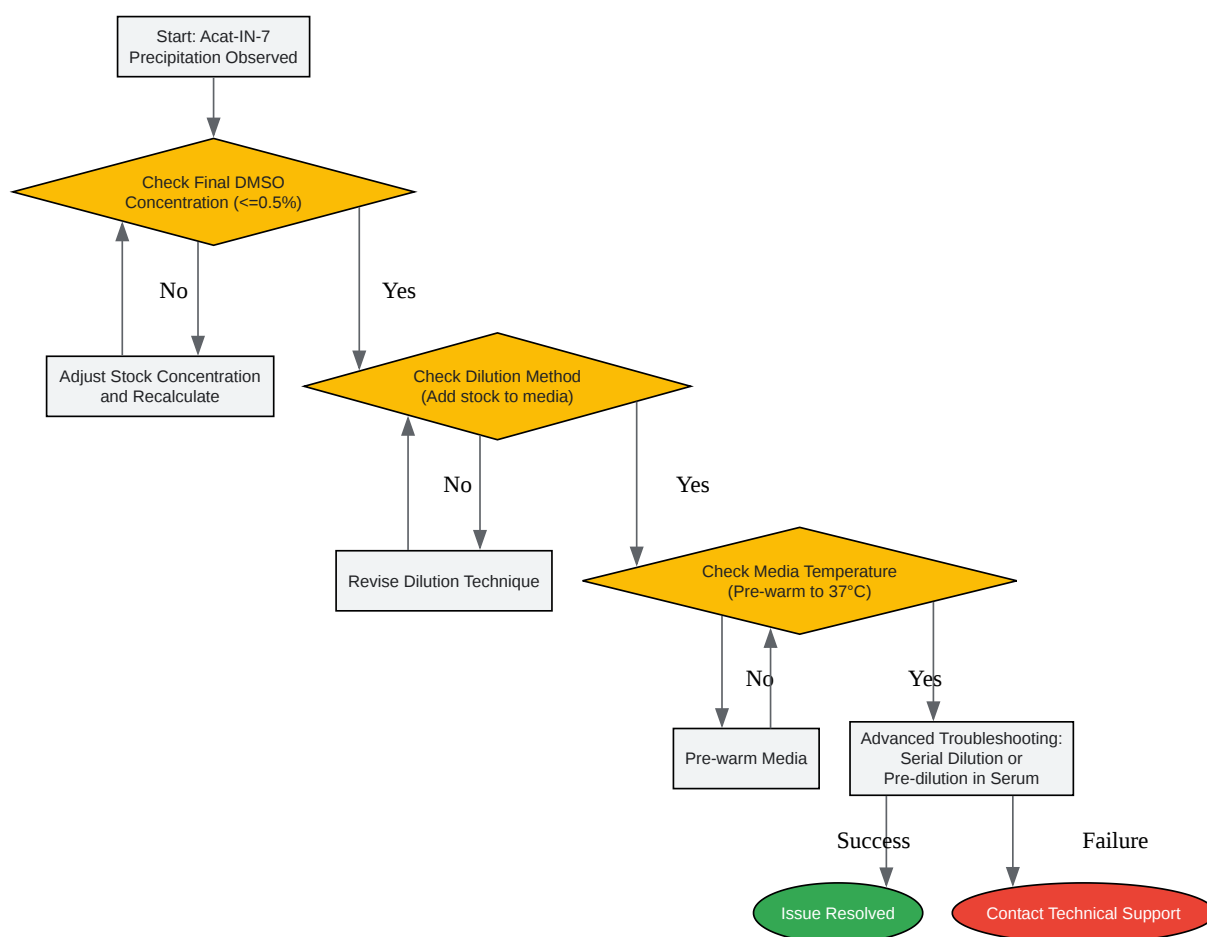 Start: Acat-IN-7
Precipitation Observed
Check Final DMSO
Concentration (<=0.5%)
No
Yes
Adjust Stock Concentration
and Recalculate
Check Dilution Method
(Add stock to media)
No
Yes
Revise Dilution Technique
Check Media Temperature
(Pre-warm to 37°C)
No
Yes
Pre-warm Media
Advanced Troubleshooting:
Serial Dilution or
Pre-dilution in Serum
Success
Failure
Issue Resolved
Contact Technical Support